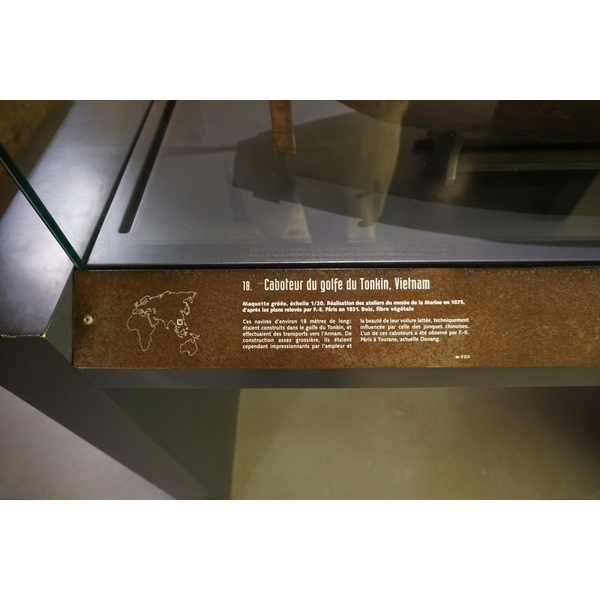 18. Caboteur du golfe du Tonkin, Vietnam
Maquette gréée, échelle 1/20. Réalisation des ateliers du musée de la Marine en 1875,
d'après les plans relevés par F.-E. Pâris en 1831. Bois, fibre végétale
Ces navires d'environ 18 mètres de long;
étaient construits dans le golfe du Tonkin, et
effectuaient des transports vers l'Annam. De
construction assez grossière, ils étaient
cependant impressionnants par l'ampleur et
la beauté de leur voilure lattée, techniquement
influencée par celle des jonques chinoises.
L'un de ces caboteurs a été observé par F.-E.
Pâris à Tourane, actuelle Danang.